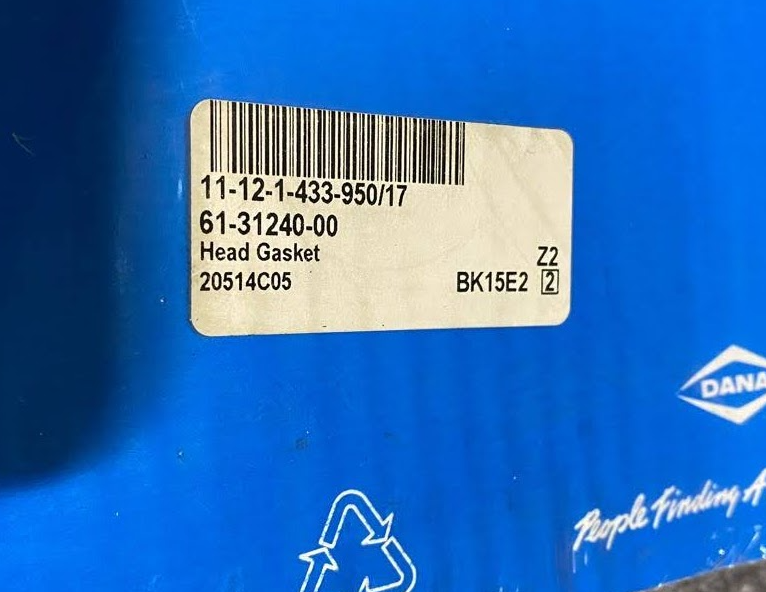 11-12-1-433-950/17
61-31240-00
Head Gasket
Z2
20514C05 BK15E2 2
DANA
People Finding A